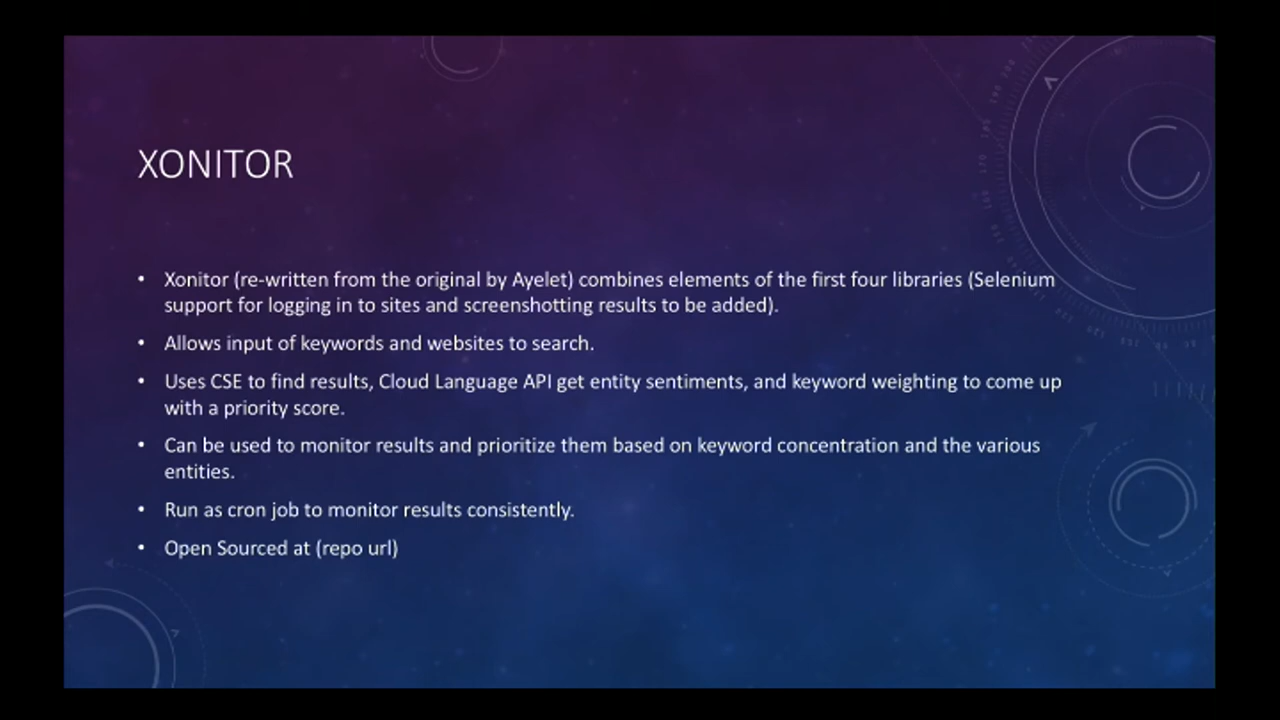 XONITOR
• Xonitor (re-written from the original by Ayelet) combines elements of the first four libraries (Selenium
support for logging in to sites and screenshotting results to be added).
• Allows input of keywords and websites to search.
• Uses CSE to find results, Cloud Language API get entity sentiments, and keyword weighting to come up
with a priority score.
• Can be used to monitor results and prioritize them based on keyword concentration and the various
entities.
• Run as cron job to monitor results consistently.
• Open Sourced at (repo url)